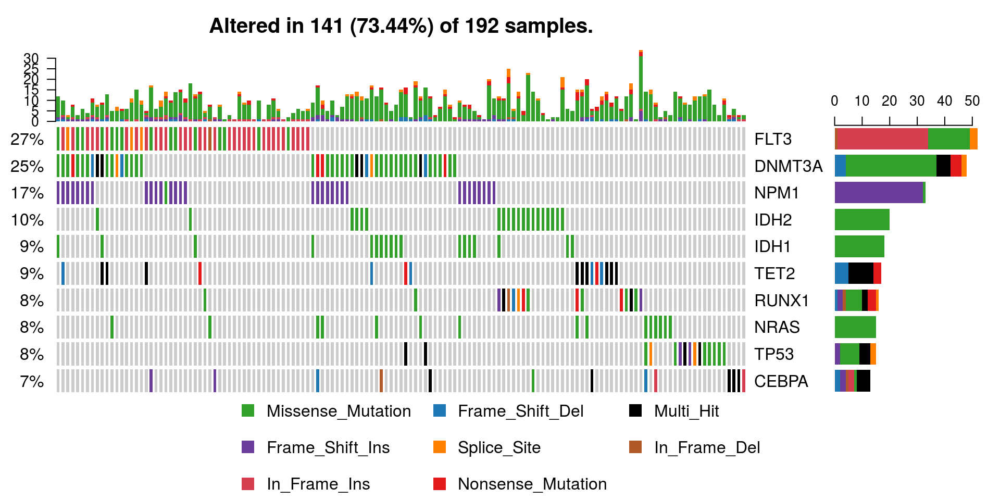 Altered in 141 (73.44%) of 192 samples.
30
25
20
15
10
5
0
0 10 20 30 40 50
27% FLT3
25% DNMT3A
17% NPM1
10% IDH2
9% IDH1
9% TET2
8% RUNX1
8% NRAS
8% TP53
7% CEBPA
Missense_Mutation Frame_Shift_Del Multi_Hit
Frame_Shift_Ins Splice_Site In_Frame_Del
In_Frame_Ins Nonsense_Mutation